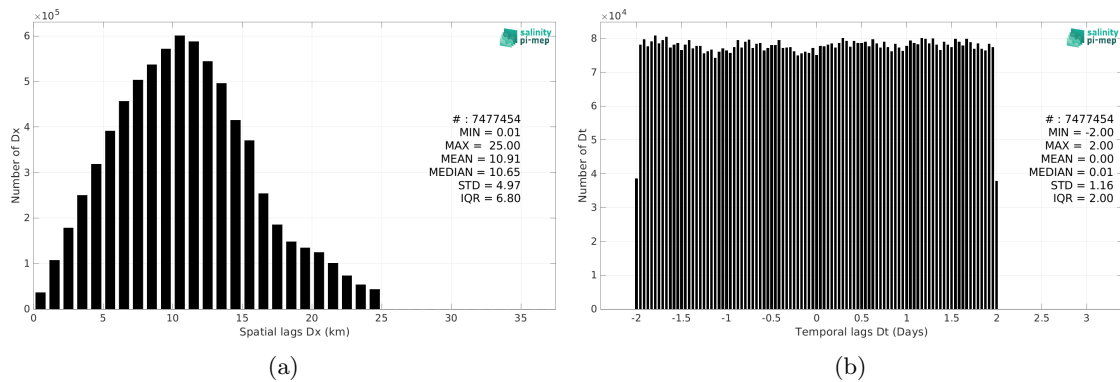 ×10⁵
6
5
4
3
2
1
0
Number of Dx
salinity
pi-mep
# : 7477454
MIN = 0.01
MAX = 25.00
MEAN = 10.91
MEDIAN = 10.65
STD = 4.97
IQR = 6.80
0 5 10 15 20 25 30 35
Spatial lags Dx (km)
(a)
×10⁴
8
7
6
5
4
3
2
1
0
Number of Dt
salinity
pi-mep
# : 7477454
MIN = -2.00
MAX = 2.00
MEAN = 0.00
MEDIAN = 0.01
STD = 1.16
IQR = 2.00
-2 -1.5 -1 -0.5 0 0.5 1 1.5 2 2.5 3
Temporal lags Dt (Days)
(b)